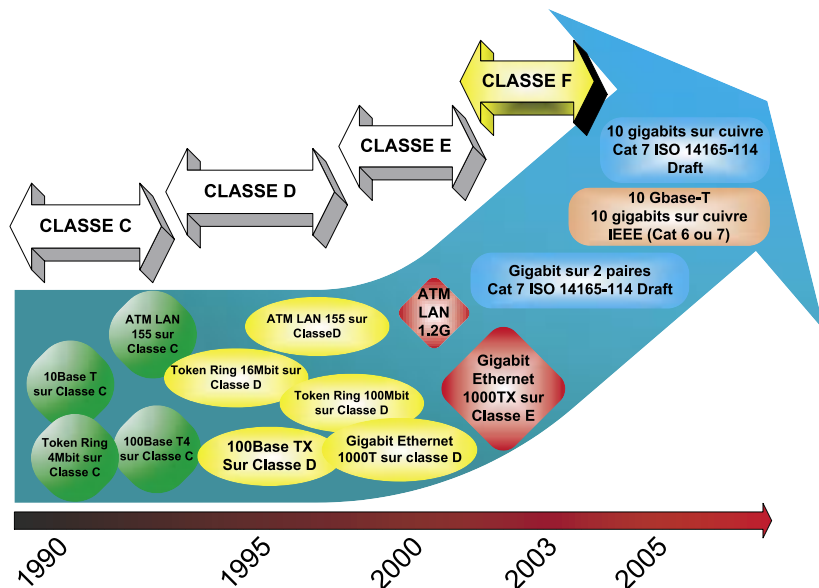 CLASSE F
CLASSE E
CLASSE D
CLASSE C
10 gigabits sur cuivre
Cat 7 ISO 14165-114
Draft
10 Gbase-T
10 gigabits sur cuivre
IEEE (Cat 6 ou 7)
Gigabit sur 2 paires
Cat 7 ISO 14165-114 Draft
ATM
LAN
1.2G
ATM LAN
155 sur
Classe C
ATM LAN 155 sur
ClasseD
10Base T
sur Classe C
Token Ring 16Mbit sur
Classe D
Token Ring 100Mbit
sur Classe D
Gigabit
Ethernet
1000TX sur
Classe E
Token Ring
4Mbit sur
Classe C
100Base T4
sur Classe C
100Base TX
Sur Classe D
Gigabit Ethernet
1000T sur classe D
1990
1995
2000
2003
2005